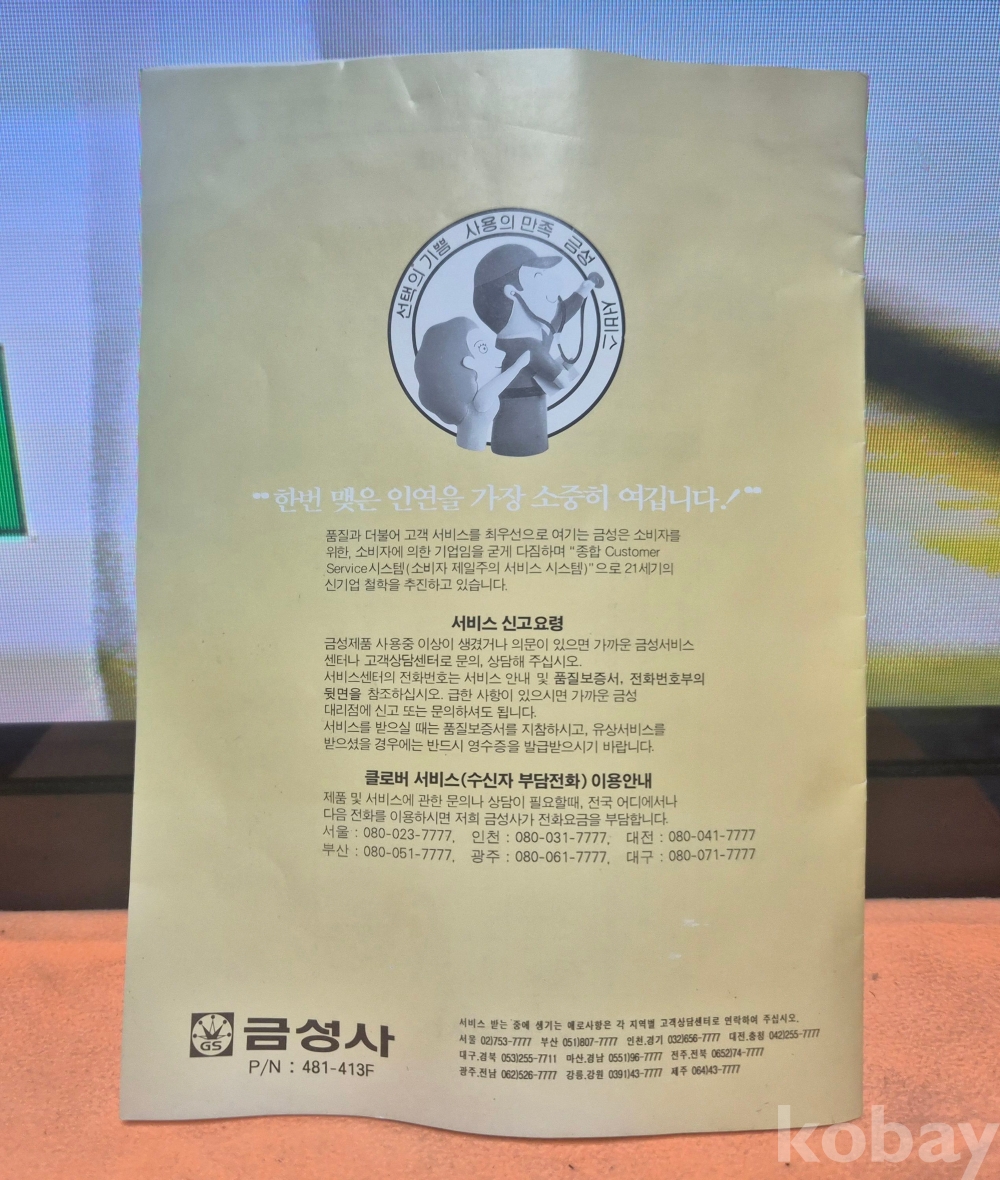 선택의 기쁨 사용의 만족 금성 서비스
"한번 맺은 인연을 가장 소중히 여깁니다!"
품질과 더불어 고객 서비스를 최우선으로 여기는 금성은 소비자를
위한, 소비자에 의한 기업임을 굳게 다짐하며 "종합 Customer
Service시스템(소비자 제일주의 서비스 시스템)"으로 21세기의
신기업 철학을 추진하고 있습니다.
서비스 신고요령
금성제품 사용중 이상이 생겼거나 의문이 있으면 가까운 금성서비스
센터나 고객상담센터로 문의, 상담해 주십시오.
서비스센터의 전화번호는 서비스 안내 및 품질보증서, 전화번호부의
뒷면을 참조하십시오. 급한 사항이 있으시면 가까운 금성
대리점에 신고 또는 문의하셔도 됩니다.
서비스를 받으실 때는 품질보증서를 지참하시고, 유상서비스를
받으셨을 경우에는 반드시 영수증을 발급받으시기 바랍니다.
클로버 서비스(수신자 부담전화) 이용안내
제품 및 서비스에 관한 문의나 상담이 필요할때, 전국 어디에서나
다음 전화를 이용하시면 저희 금성사가 전화요금을 부담합니다.
서울 : 080-023-7777, 인천 : 080-031-7777, 대전 : 080-041-7777
부산 : 080-051-7777, 광주 : 080-061-7777, 대구 : 080-071-7777
GS 금성사
P/N : 481-413F
서비스 받는 중에 생기는 애로사항은 각 지역별 고객상담센터로 연락하여 주십시오.
서울 02)753-7777 부산 051)807-7777 인천.경기 032)656-7777 대전.충청 042)255-7777
대구.경북 053)255-7711 마산.경남 0551)96-7777 전주.전북 0652)74-7777
광주.전남 062)526-7777 강릉.강원 0391)43-7777 제주 064)43-7777
kobay